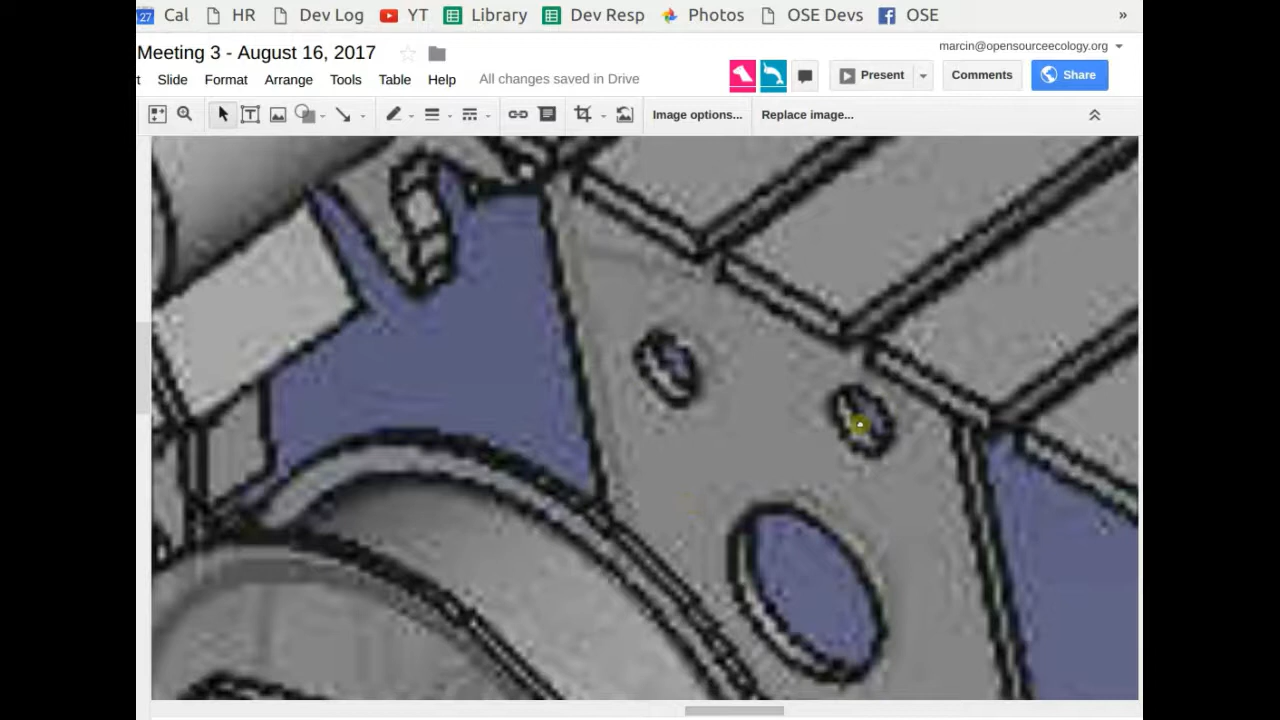 27 Cal HR Dev Log YT Library Dev Resp Photos OSE Devs OSE »
Meeting 3 - August 16, 2017
marcin@opensourceecology.org
t Slide Format Arrange Tools Table Help All changes saved in Drive Present Comments Share
Image options... Replace image...